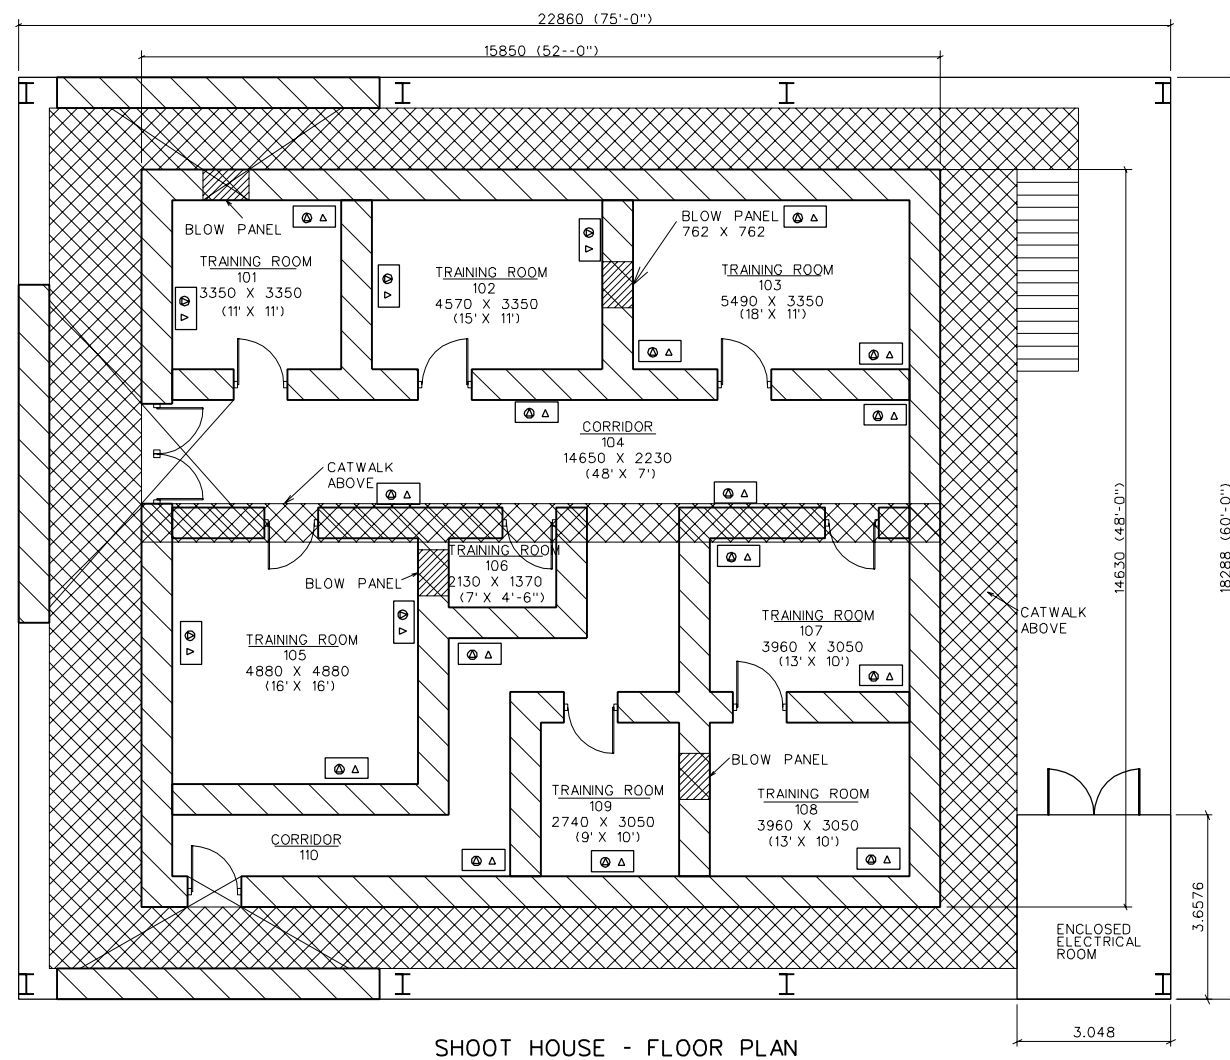 22860 (75'-0")
15850 (52--0")
BLOW PANEL
TRAINING ROOM
101
3350 X 3350
(11' X 11')
TRAINING ROOM
102
4570 X 3350
(15' X 11')
BLOW PANEL
762 X 762
TRAINING ROOM
103
5490 X 3350
(18' X 11')
CORRIDOR
104
14650 X 2230
(48' X 7')
CATWALK
ABOVE
14630 (48'-0")
18288 (60'-0")
BLOW PANEL
TRAINING ROOM
106
2130 X 1370
(7' X 4'-6")
TRAINING ROOM
105
4880 X 4880
(16' X 16')
TRAINING ROOM
107
3960 X 3050
(13' X 10')
CATWALK
ABOVE
BLOW PANEL
TRAINING ROOM
109
2740 X 3050
(9' X 10')
TRAINING ROOM
108
3960 X 3050
(13' X 10')
CORRIDOR
110
ENCLOSED
ELECTRICAL
ROOM
3.6576
3.048
SHOOT HOUSE - FLOOR PLAN